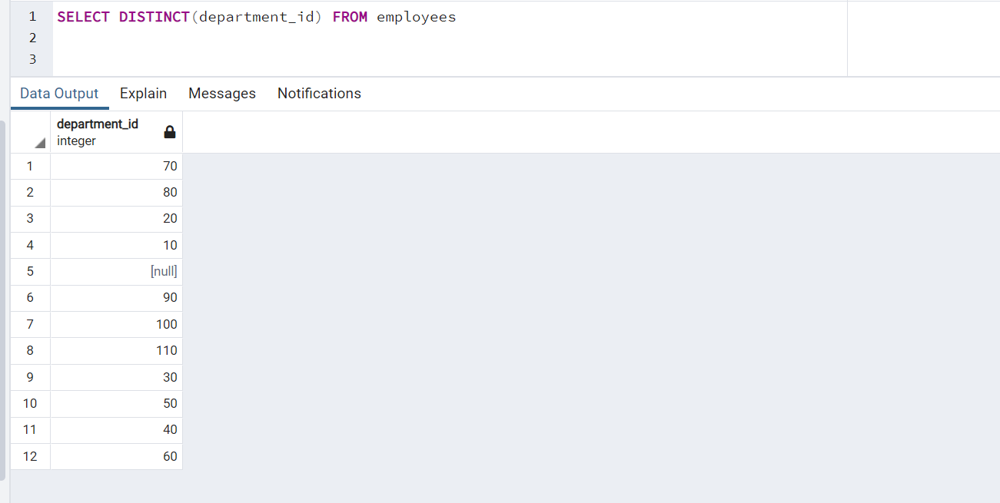 1 SELECT DISTINCT(department_id) FROM employees
2
3
Data Output Explain Messages Notifications
department_id
integer
1 70
2 80
3 20
4 10
5 [null]
6 90
7 100
8 110
9 30
10 50
11 40
12 60